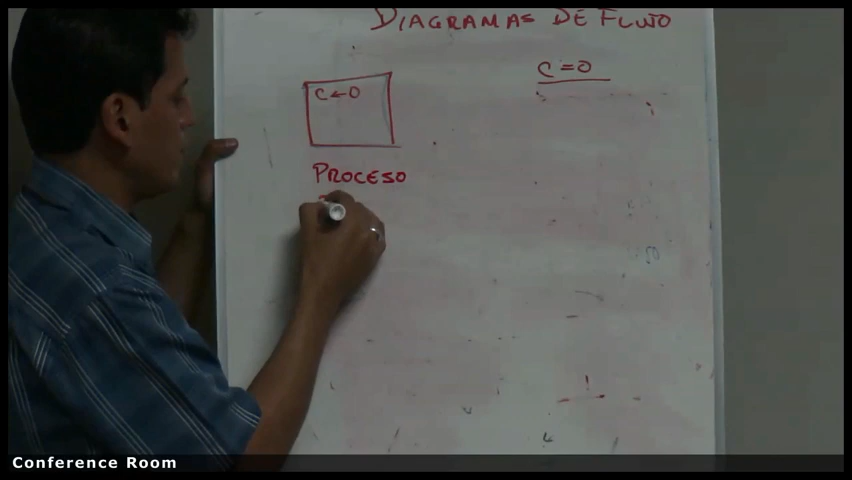 DIAGRAMAS DE FLUJO
C = 0
C ← 0
PROCESO
Conference Room